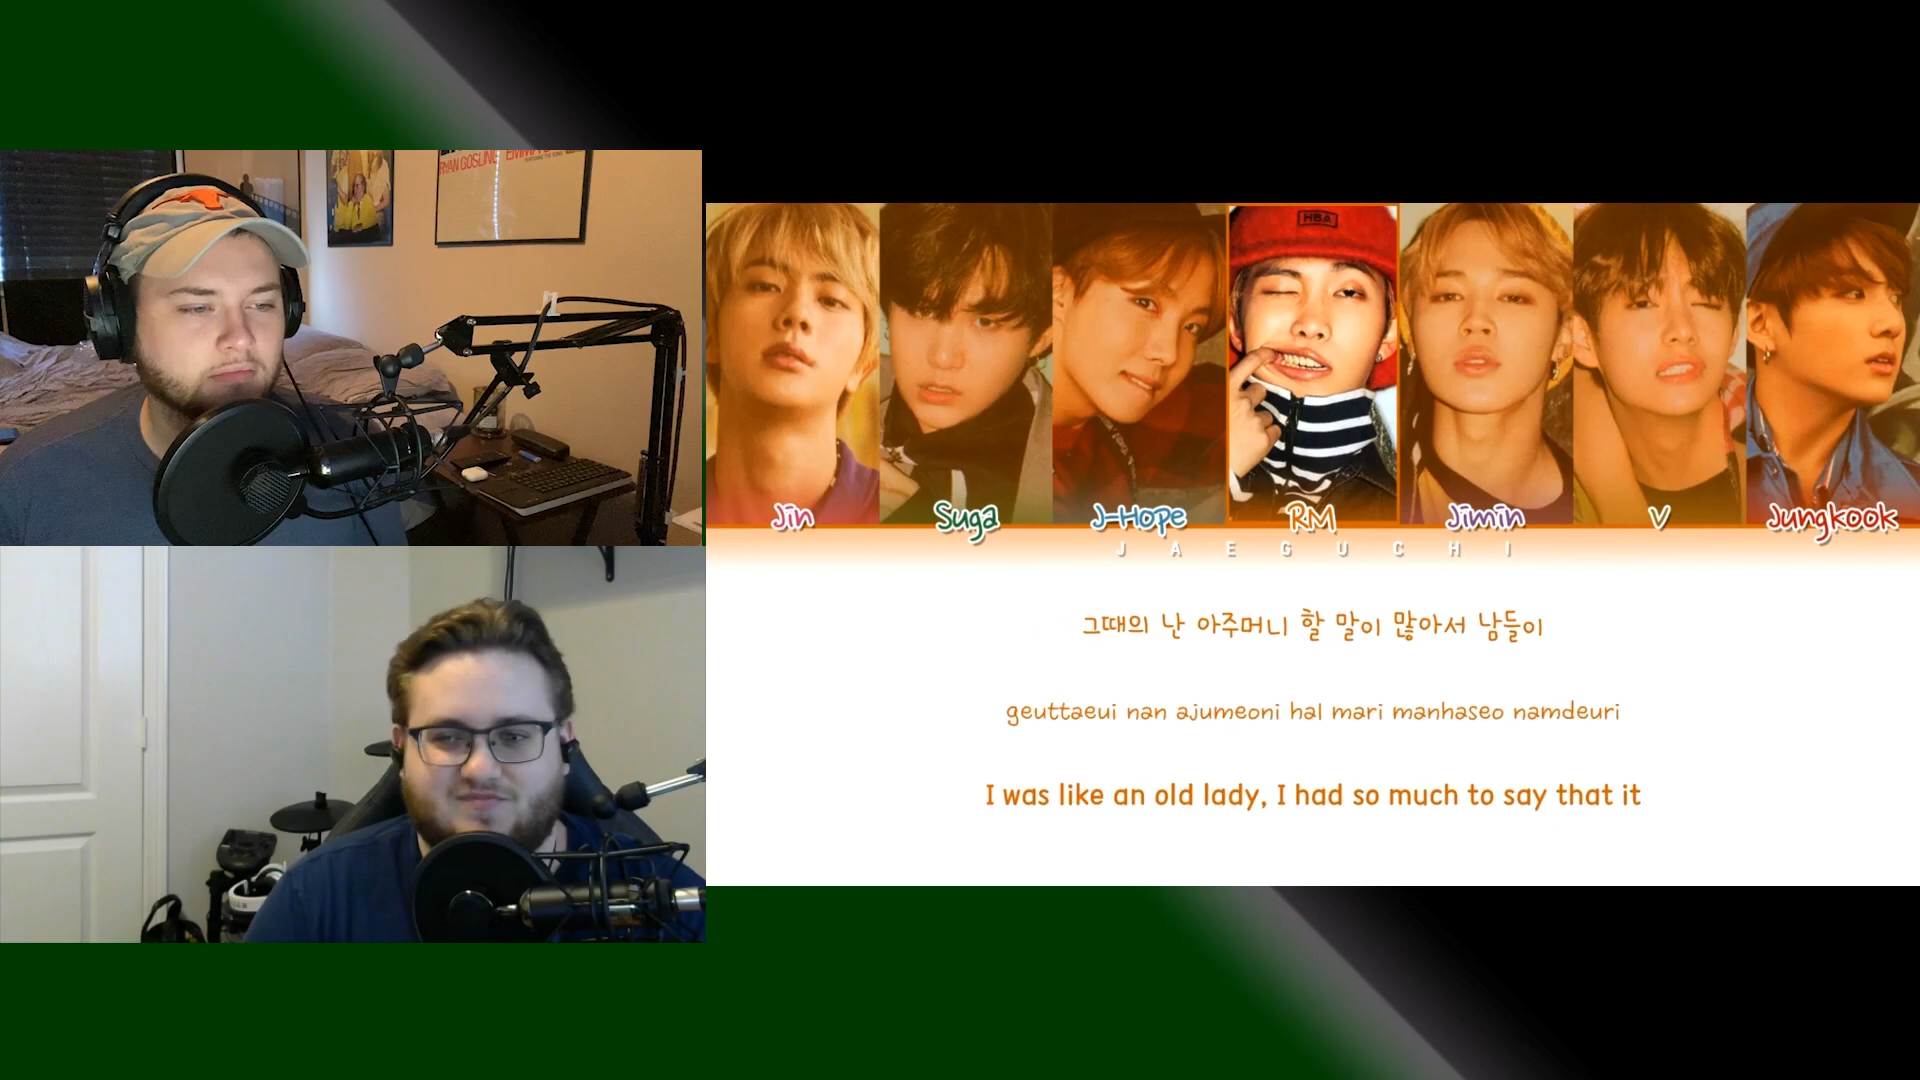 RYAN GOSLING EMMA
HBA
Jin
Suga
J-Hope
RM
Jimin
V
Jungkook
JAEGUCHI
그때의 난 아주머니 할 말이 많아서 남들이
geuttaeui nan ajumeoni hal mari manhaseo namdeuri
I was like an old lady, I had so much to say that it